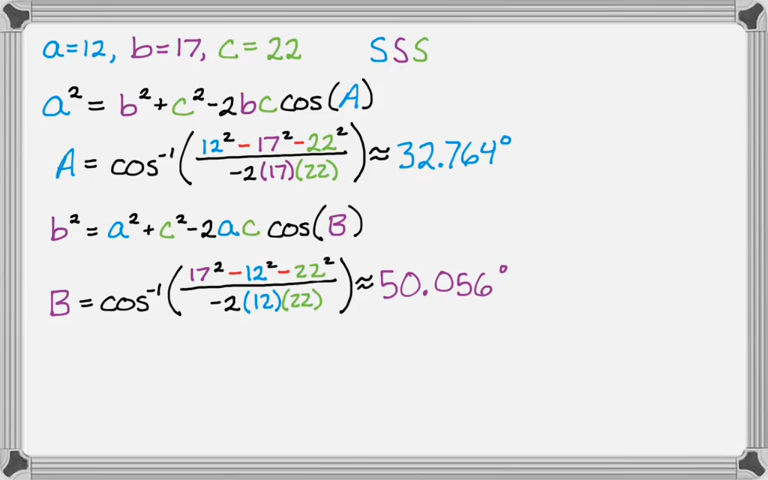 a=12, b=17, c=22 SSS
a² = b²+c²-2bc cos(A)
A = cos⁻¹((12²-17²-22²)/(-2(17)(22))) ≈ 32.764°
b² = a²+c²-2ac cos(B)
B = cos⁻¹((17²-12²-22²)/(-2(12)(22))) ≈ 50.056°